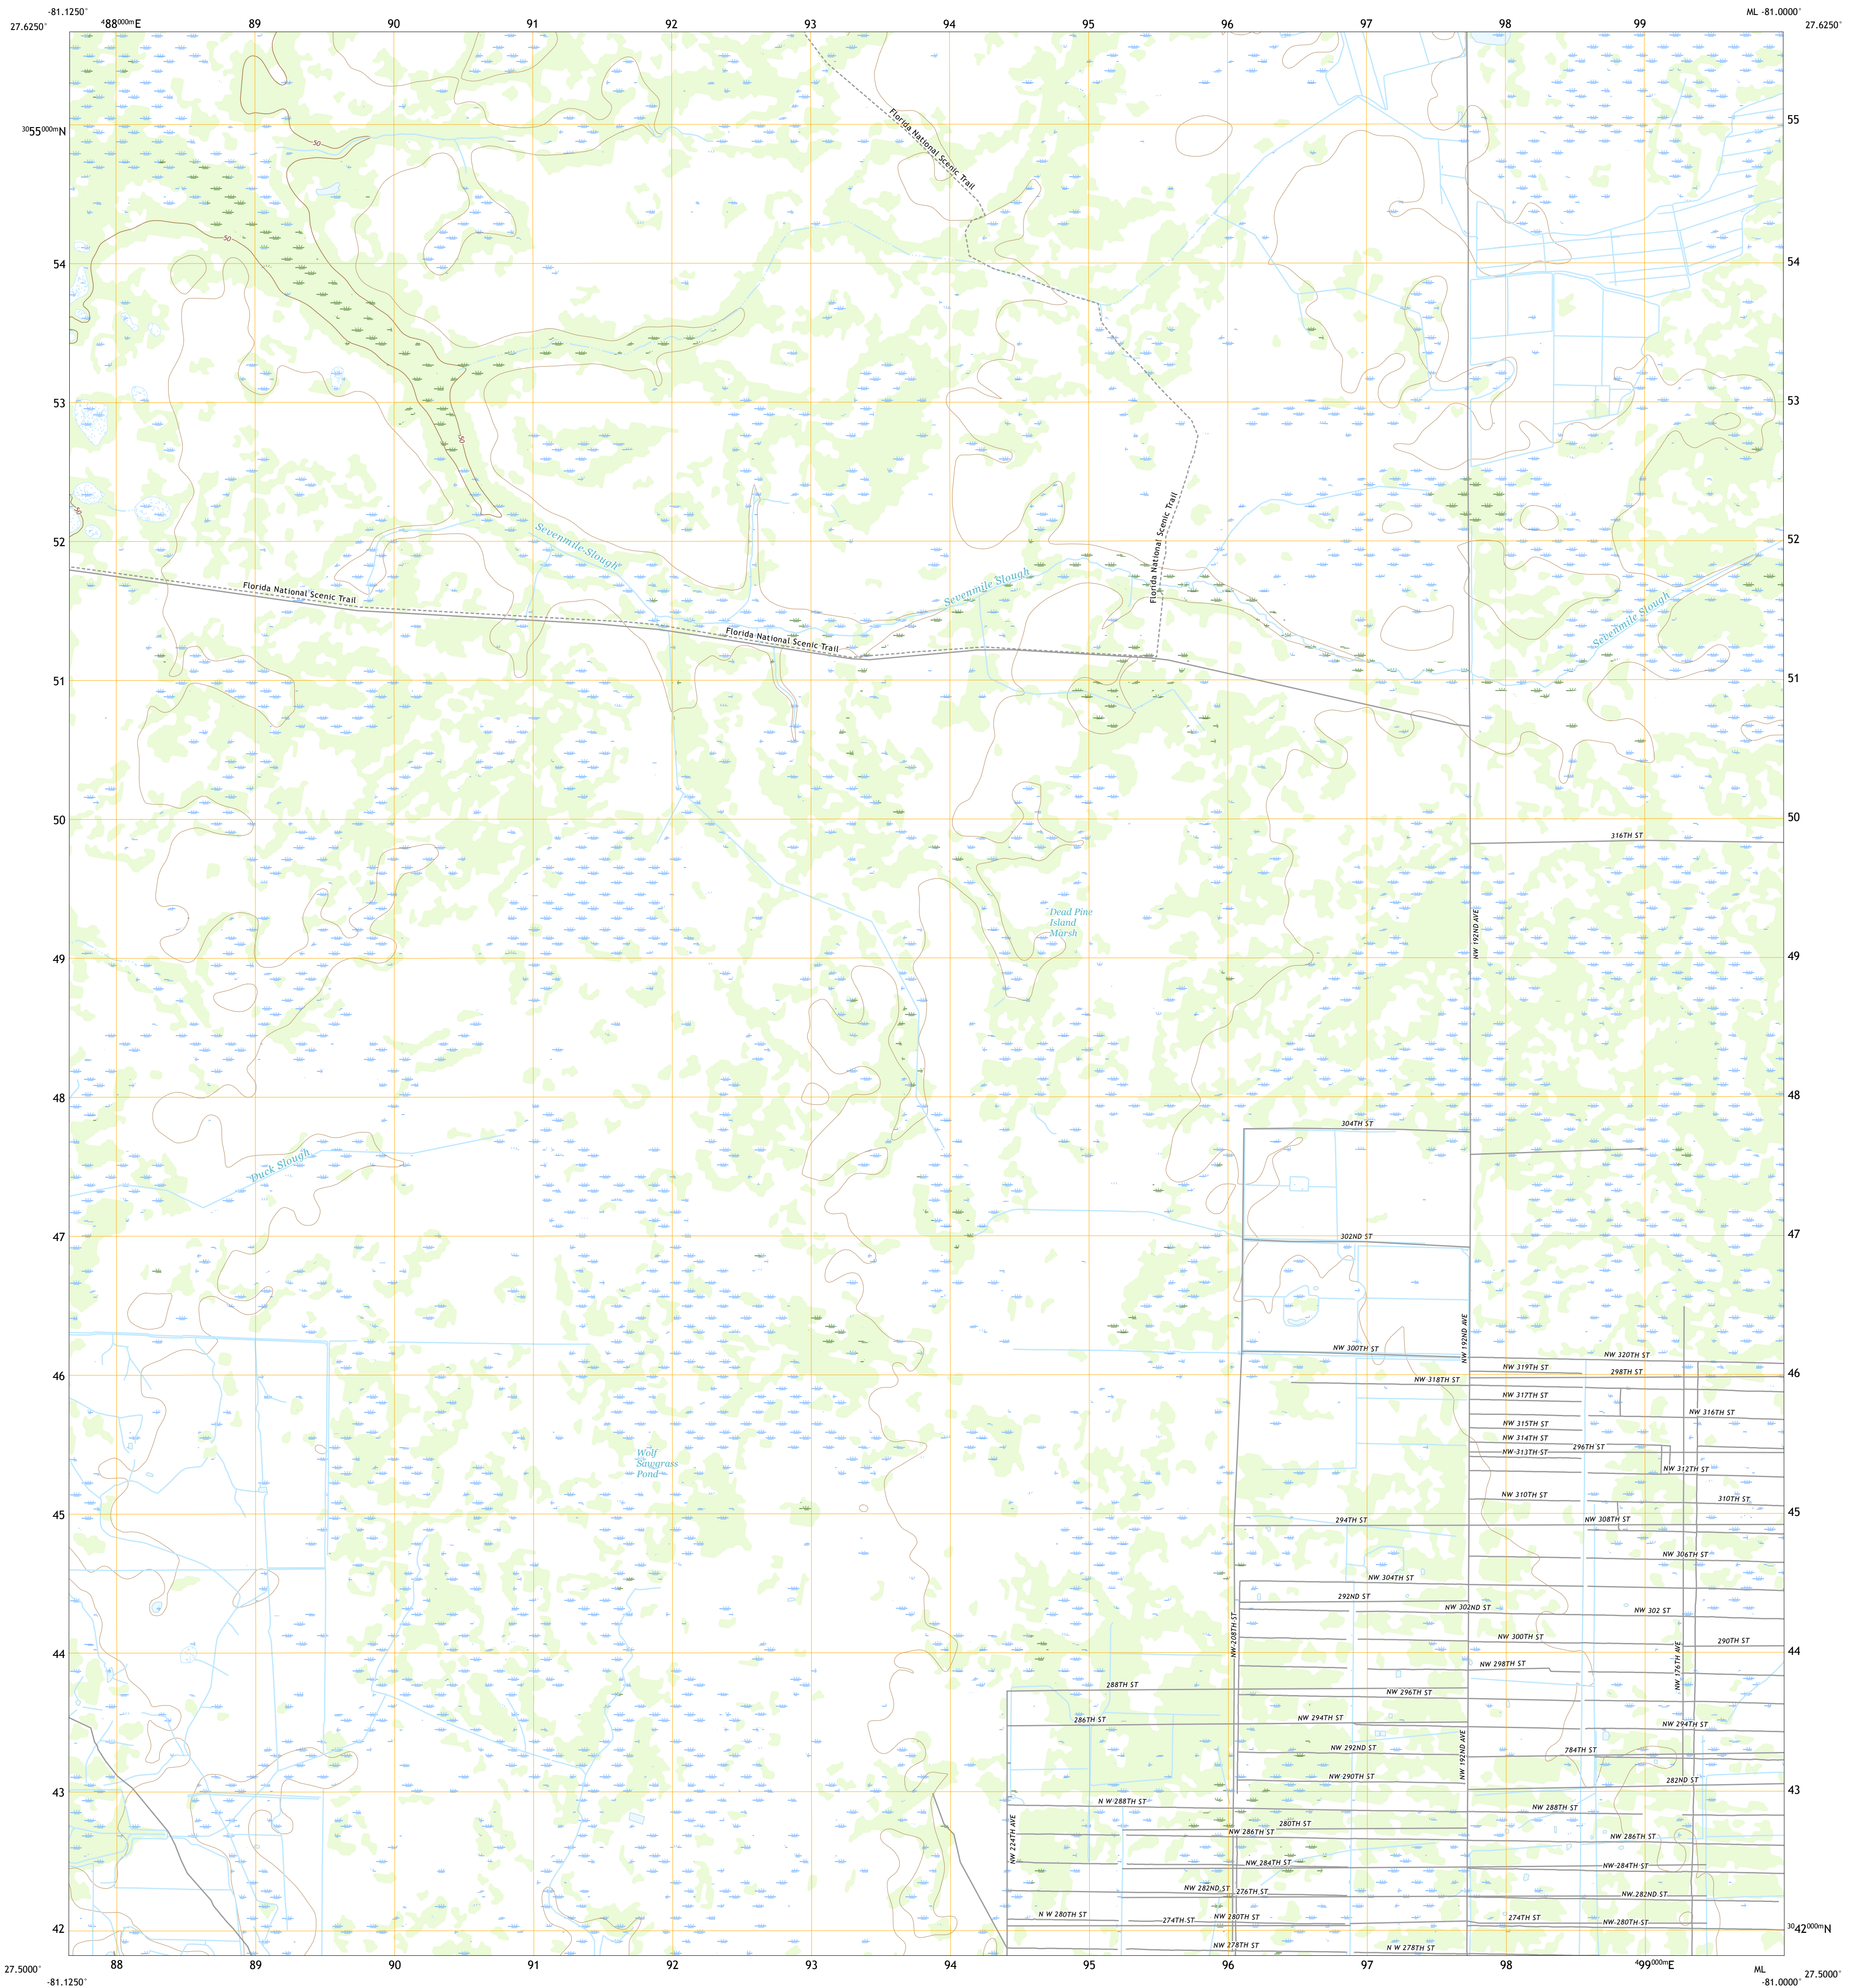 -81.1250°
ML -81.0000°
27.6250°
488000mE
89
90
91
92
93
94
95
96
97
98
99
27.6250°
Florida National Scenic Trail
3055000mN
55
50
50
54
54
53
53
50
50
52
52
Sevenmile Slough
Florida National Scenic Trail
Sevenmile Slough
Sevenmile Slough
Florida National Scenic Trail
Florida National Scenic Trail
51
51
50
50
316TH ST
NW 192ND AVE
Dead Pine
Island
Marsh
49
49
48
48
304TH ST
Duck Slough
47
47
302ND ST
NW 192ND AVE
NW 300TH ST
NW 320TH ST
NW 319TH ST
298TH ST
46
46
NW 318TH ST
NW 317TH ST
NW 316TH ST
NW 315TH ST
NW 314TH ST
296TH ST
NW 313TH ST
Wolf
Sawgrass
Pond
NW 312TH ST
NW 310TH ST
310TH ST
45
45
294TH ST
NW 308TH ST
NW 306TH ST
NW 304TH ST
292ND ST
NW 302ND ST
NW 302 ST
NW 208TH ST
NW 300TH ST
290TH ST
44
44
NW 176TH AVE
NW 298TH ST
288TH ST
NW 296TH ST
286TH ST
NW 294TH ST
NW 294TH ST
NW 192ND AVE
NW 292ND ST
784TH ST
NW 290TH ST
282ND ST
43
43
N W 288TH ST
NW 288TH ST
NW 224TH AVE
280TH ST
NW 286TH ST
NW 286TH ST
NW 284TH ST
NW 284TH ST
NW 282ND ST
276TH ST
NW 282ND ST
N W 280TH ST
274TH ST
NW 280TH ST
274TH ST
NW 280TH ST
42
3042000mN
NW 278TH ST
N W 278TH ST
27.5000°
88
89
90
91
92
93
94
95
96
97
98
499000mE
ML
27.5000°
-81.1250°
-81.0000°